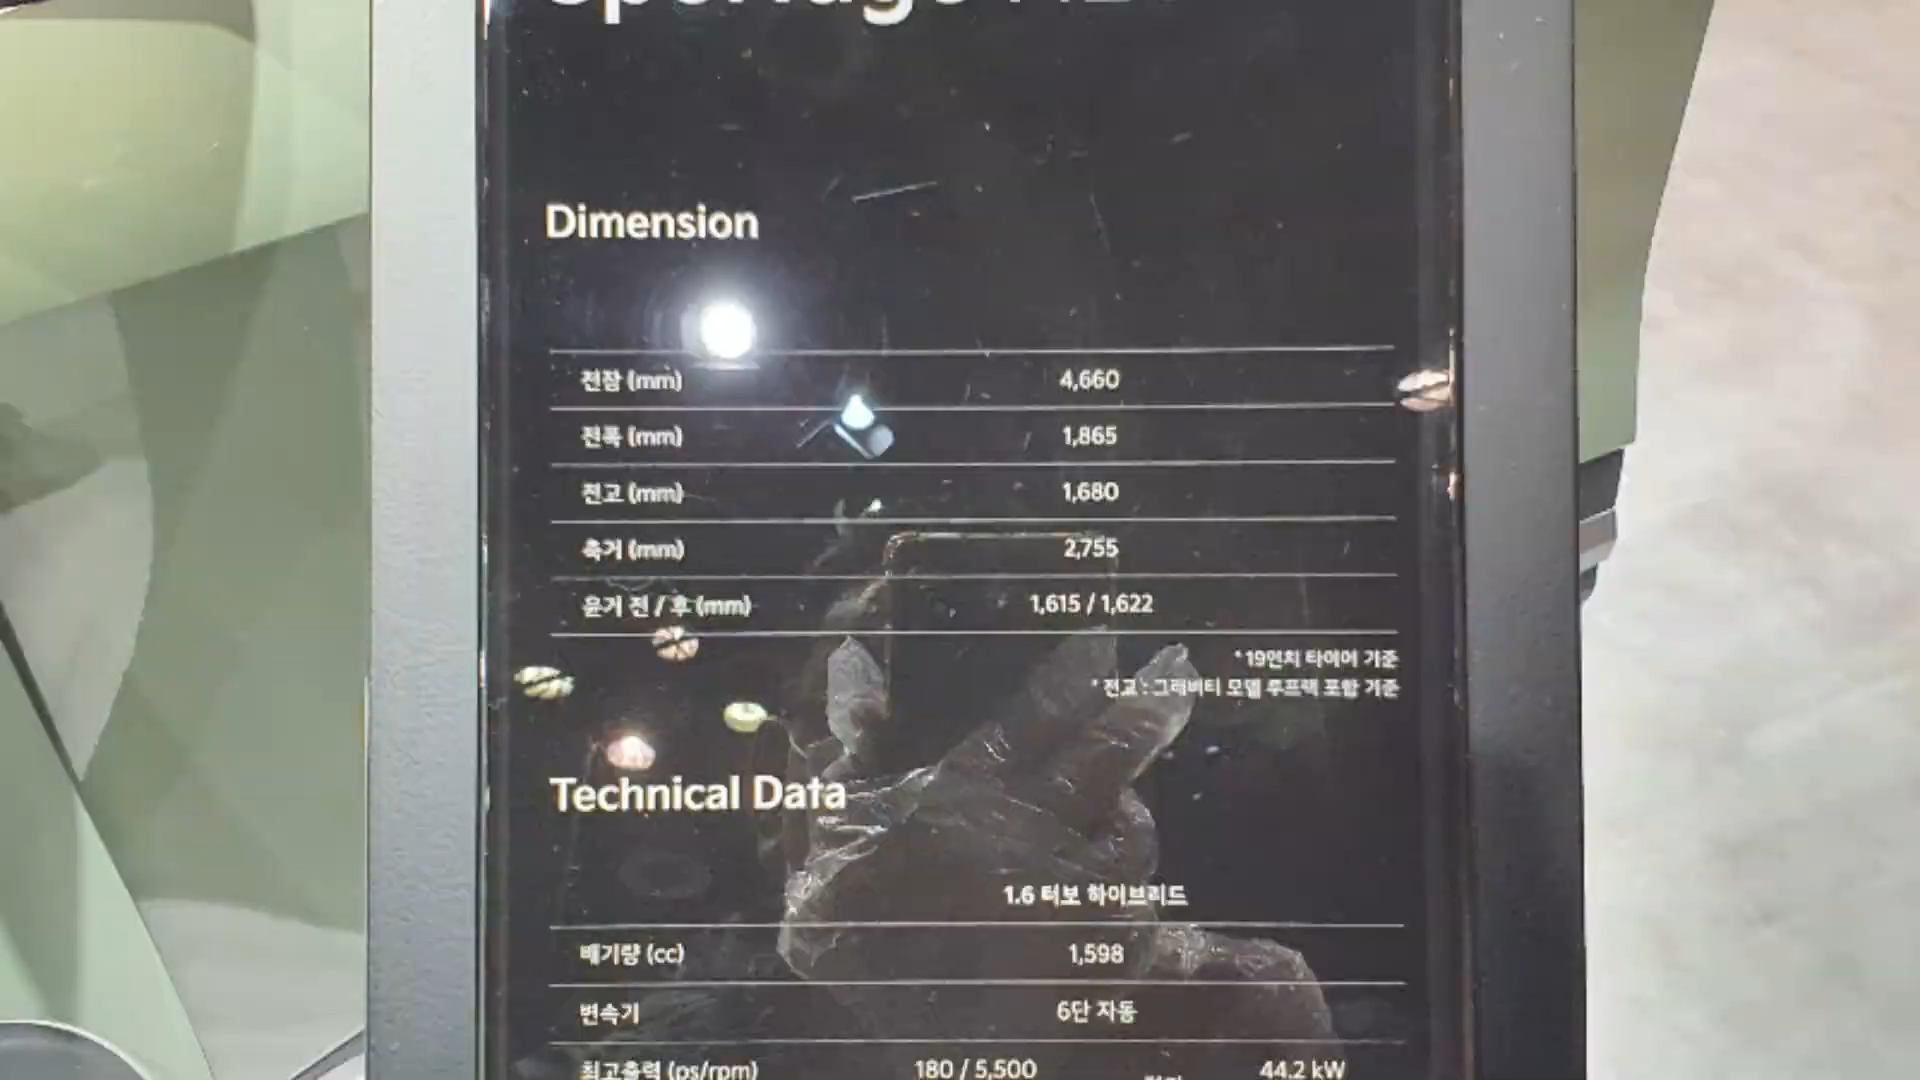 Dimension
전장 (mm) 4,660
전폭 (mm) 1,865
전고 (mm) 1,680
축거 (mm) 2,755
윤거 전 / 후 (mm) 1,615 / 1,622
* 19인치 타이어 기준
* 전고 : 그래비티 모델 루프랙 포함 기준
Technical Data
1.6 터보 하이브리드
배기량 (cc) 1,598
변속기 6단 자동
최고출력 (ps/rpm) 180 / 5,500 44.2 kW